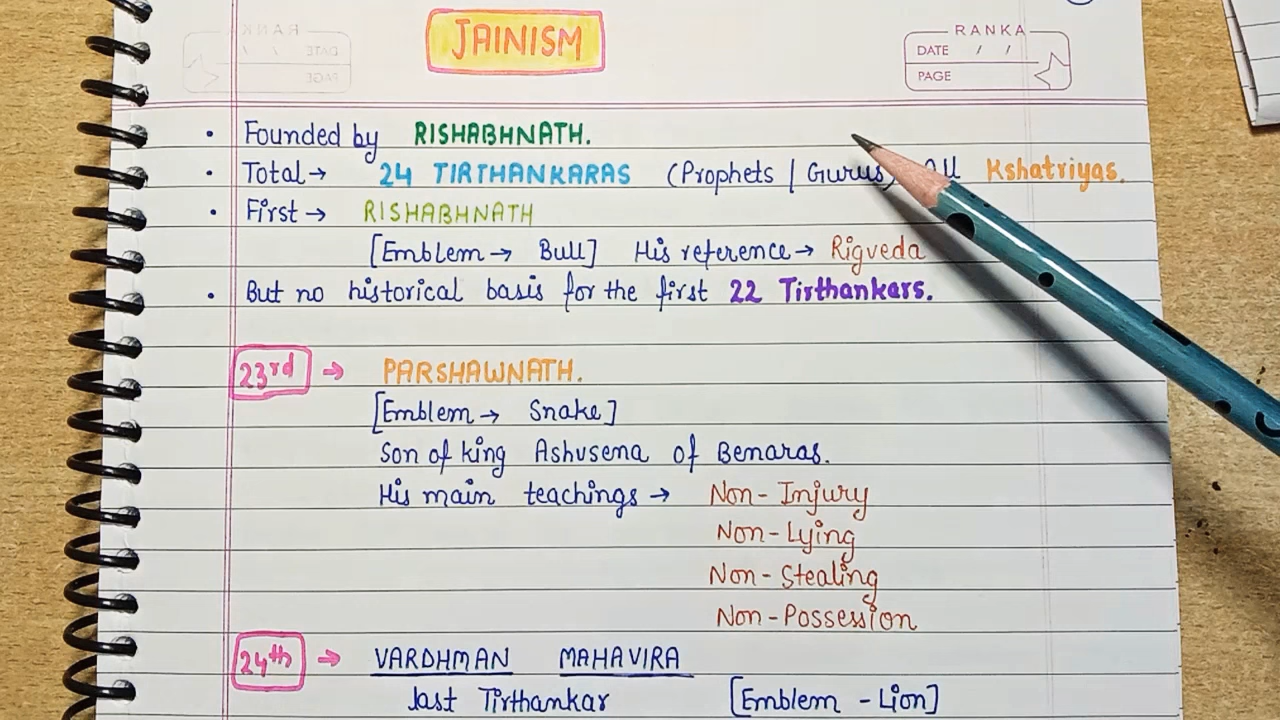 JAINISM
RANKA
DATE / /
PAGE
• Founded by RISHABHNATH.
• Total → 24 TIRTHANKARAS (Prophets | Gurus) Kshatriyas.
• First → RISHABHNATH
[Emblem → Bull] His reference → Rigveda
• But no historical basis for the first 22 Tirthankars.
23rd → PARSHAWNATH.
[Emblem → Snake]
Son of king Ashvsena of Benaras.
His main teachings → Non-Injury
Non-Lying
Non-Stealing
Non-Possession
24th → VARDHMAN MAHAVIRA
last Tirthankar [Emblem - Lion]